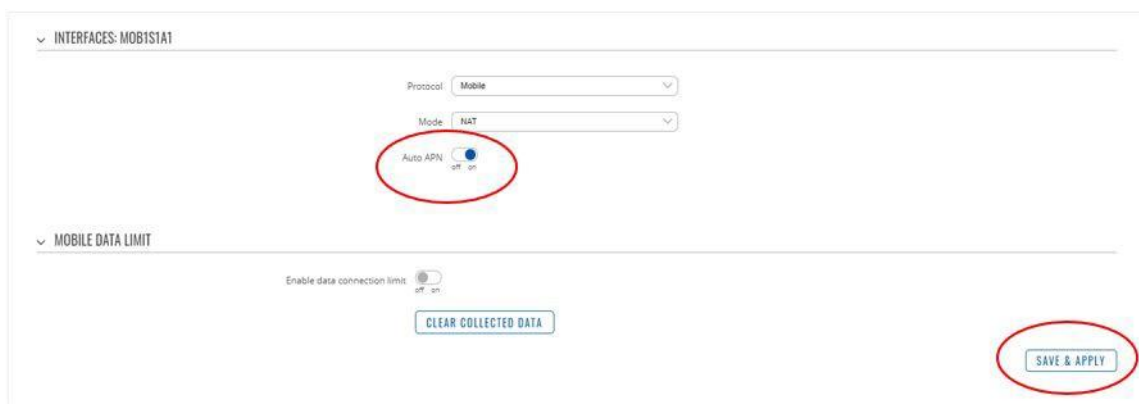 INTERFACES: MOB1S1A1
Protocol Mobile
Mode NAT
Auto APN
off on
MOBILE DATA LIMIT
Enable data connection limit
off on
CLEAR COLLECTED DATA
SAVE & APPLY